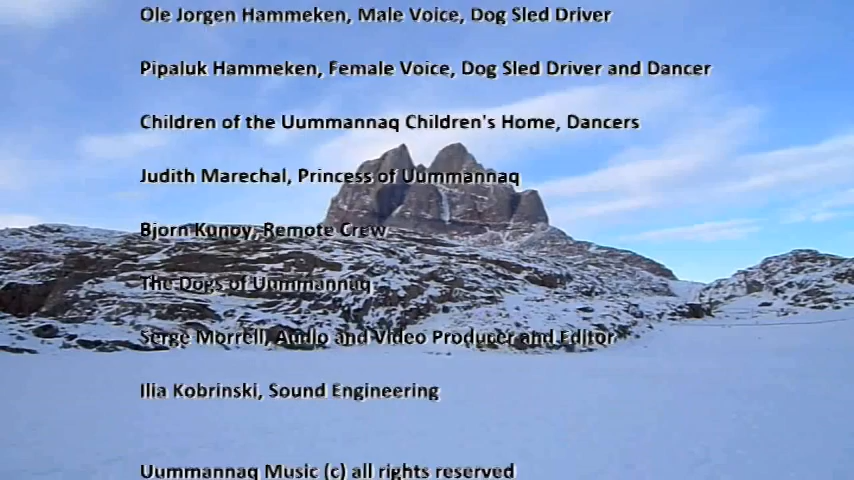 Ole Jorgen Hammeken, Male Voice, Dog Sled Driver
Pipaluk Hammeken, Female Voice, Dog Sled Driver and Dancer
Children of the Uummannaq Children's Home, Dancers
Judith Marechal, Princess of Uummannaq
Bjorn Kunoy, Remote Crew
The Dogs of Uummannaq
Serge Morrell, Audio and Video Producer and Editor
Ilia Kobrinski, Sound Engineering
Uummannaq Music (c) all rights reserved